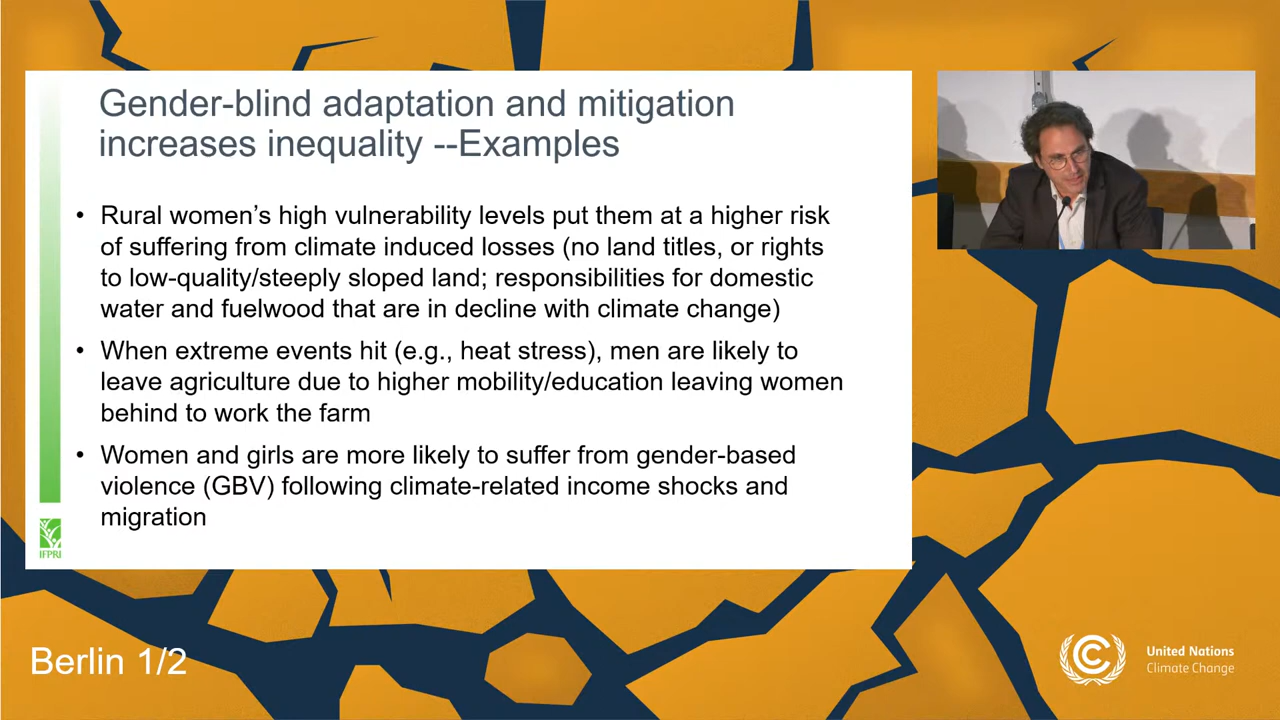 Gender-blind adaptation and mitigation
increases inequality --Examples
• Rural women’s high vulnerability levels put them at a higher risk
of suffering from climate induced losses (no land titles, or rights
to low-quality/steeply sloped land; responsibilities for domestic
water and fuelwood that are in decline with climate change)
• When extreme events hit (e.g., heat stress), men are likely to
leave agriculture due to higher mobility/education leaving women
behind to work the farm
• Women and girls are more likely to suffer from gender-based
violence (GBV) following climate-related income shocks and
migration
IFPRI
Berlin 1/2
United Nations
Climate Change